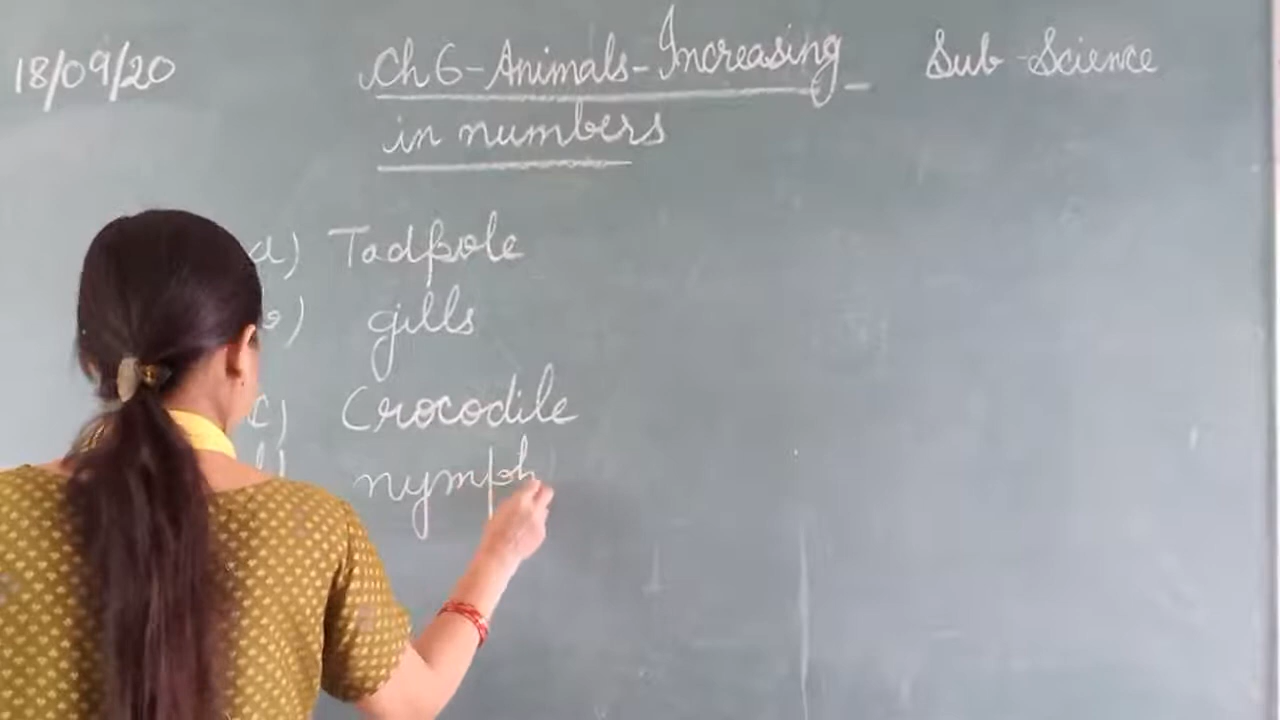 18/09/20 Ch 6-Animals-Increasing Sub-Science
in numbers
a) Tadpole
b) gills
c) Crocodile
nymph